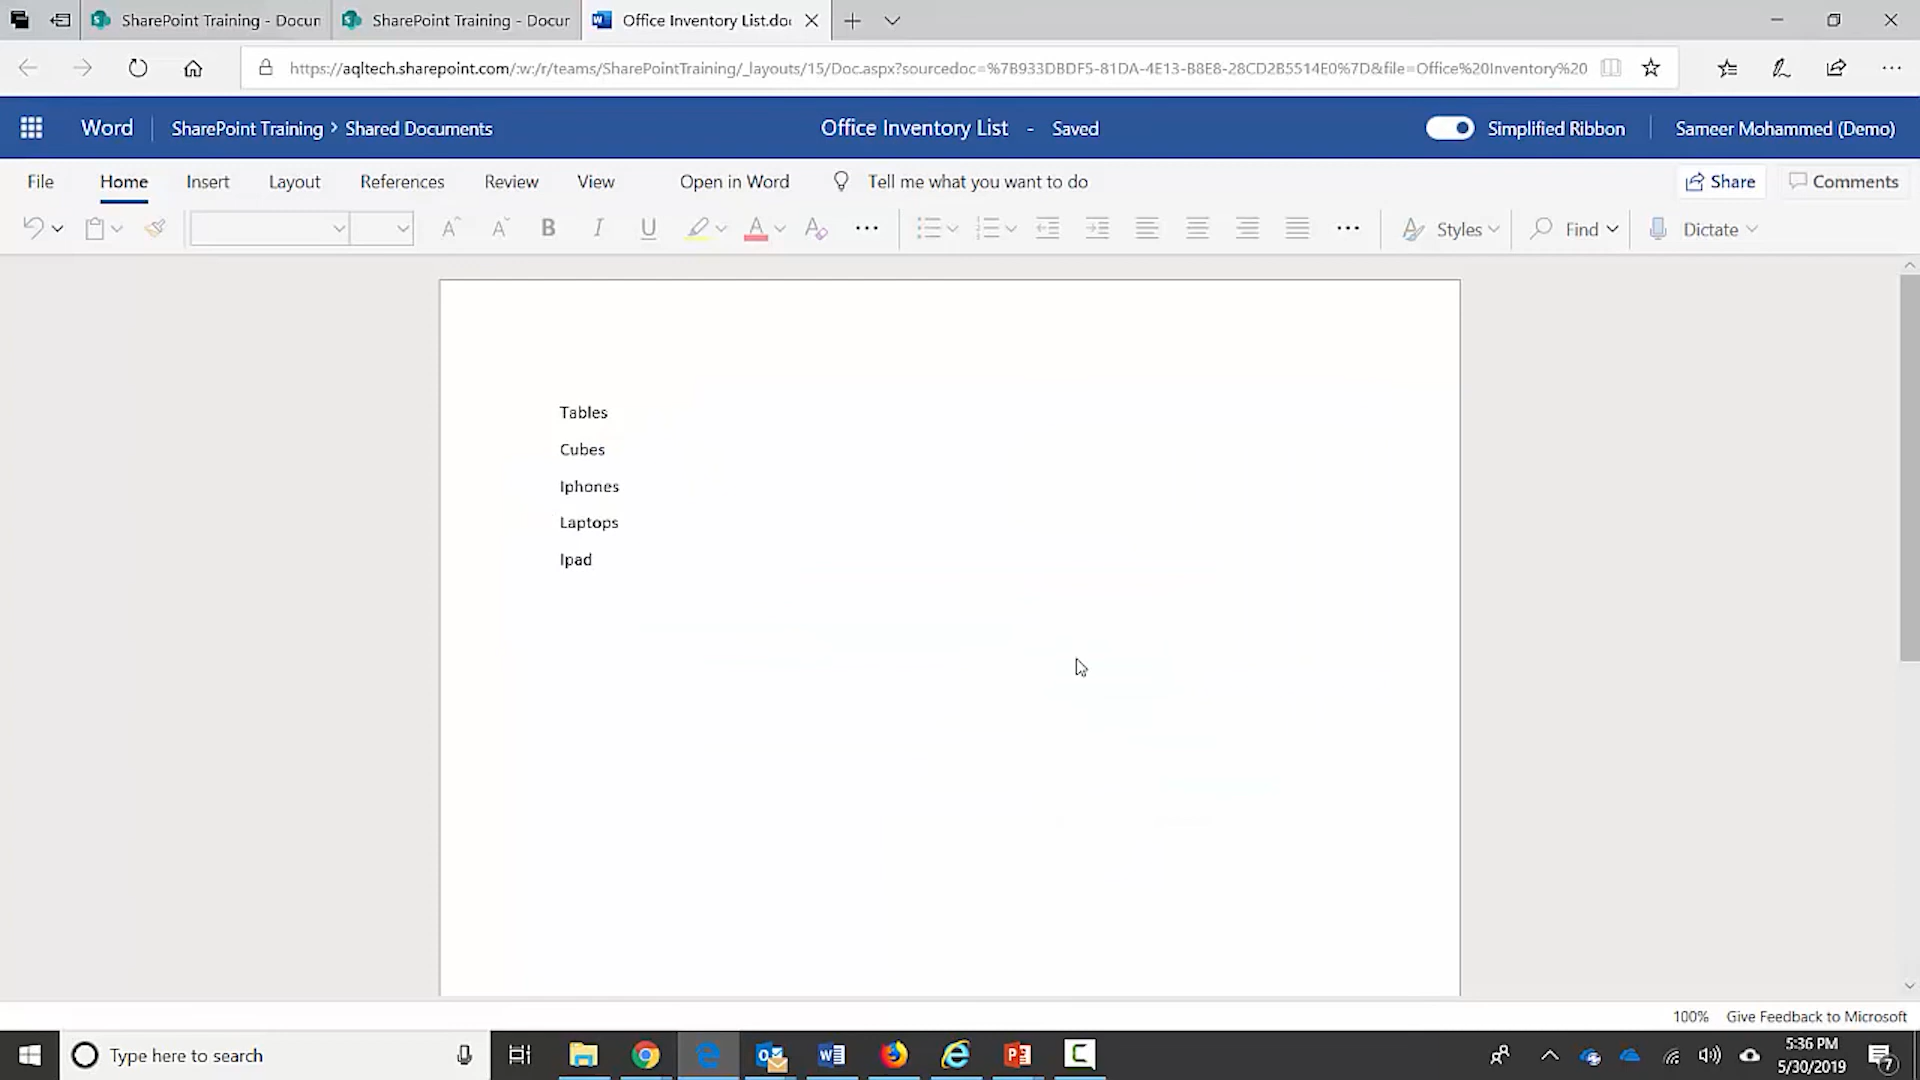 SharePoint Training - Docun
SharePoint Training - Docur
Office Inventory List.doc
https://aqltech.sharepoint.com/:w:/r/teams/SharePointTraining/_layouts/15/Doc.aspx?sourcedoc=%7B933DBDF5-81DA-4E13-B8E8-28CD2B5514E0%7D&file=Office%20Inventory%20
Word
SharePoint Training > Shared Documents
Office Inventory List - Saved
Simplified Ribbon
Sameer Mohammed (Demo)
File
Home
Insert
Layout
References
Review
View
Open in Word
Tell me what you want to do
Share
Comments
Styles
Find
Dictate
Tables
Cubes
Iphones
Laptops
Ipad
100%
Give Feedback to Microsoft
Type here to search
5:36 PM
5/30/2019
7